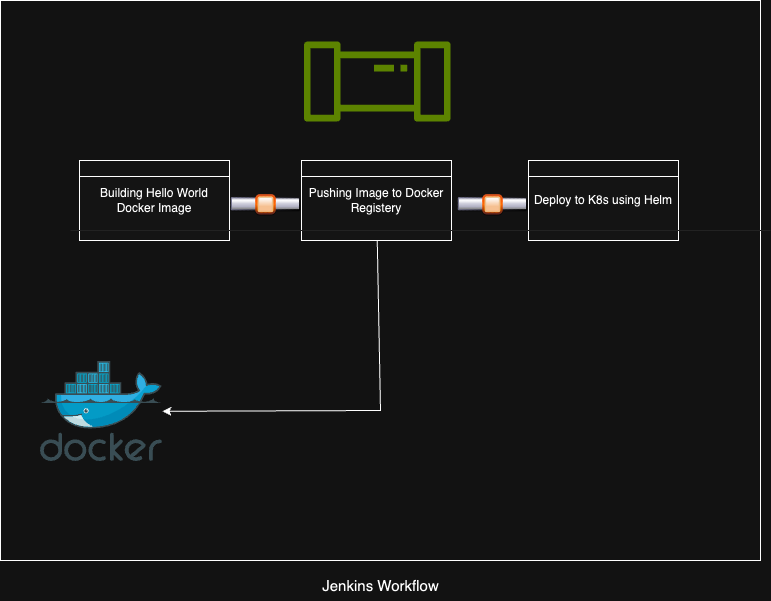 Building Hello World
Docker Image
Pushing Image to Docker
Registery
Deploy to K8s using Helm
docker
Jenkins Workflow